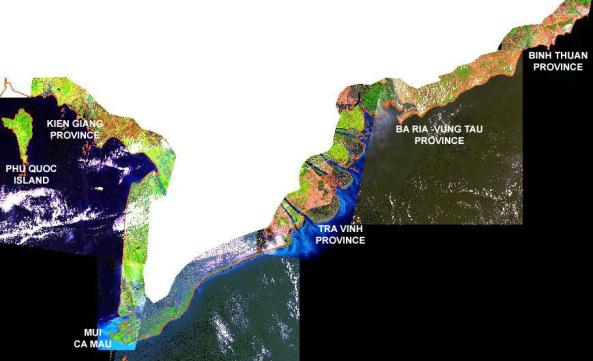 BINH THUAN
PROVINCE
KIEN GIANG
PROVINCE
BA RIA -VUNG TAU
PROVINCE
PHU QUOC
ISLAND
TRA VINH
PROVINCE
MUI
CA MAU